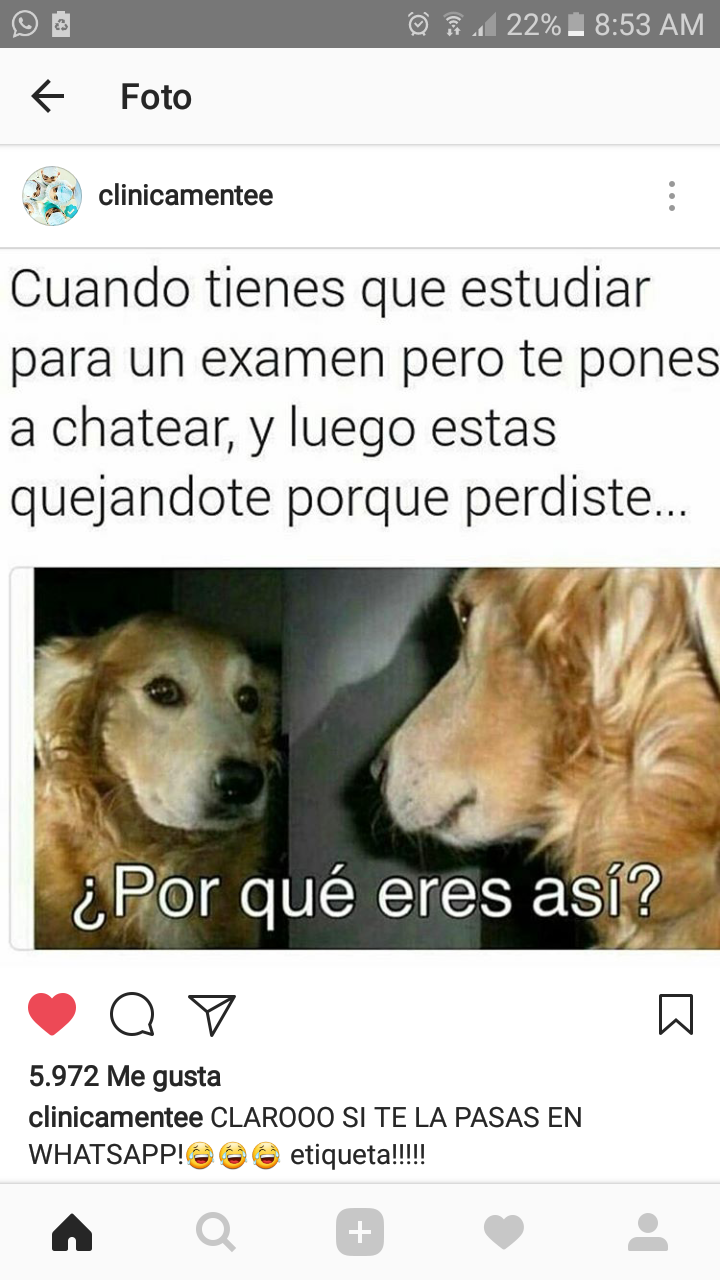 22% 8:53 AM
Foto
clinicamentee
Cuando tienes que estudiar
para un examen pero te pones
a chatear, y luego estas
quejandote porque perdiste...
¿Por qué eres así?
5.972 Me gusta
clinicamentee CLAROOO SI TE LA PASAS EN
WHATSAPP!😂😂😂 etiqueta!!!!!